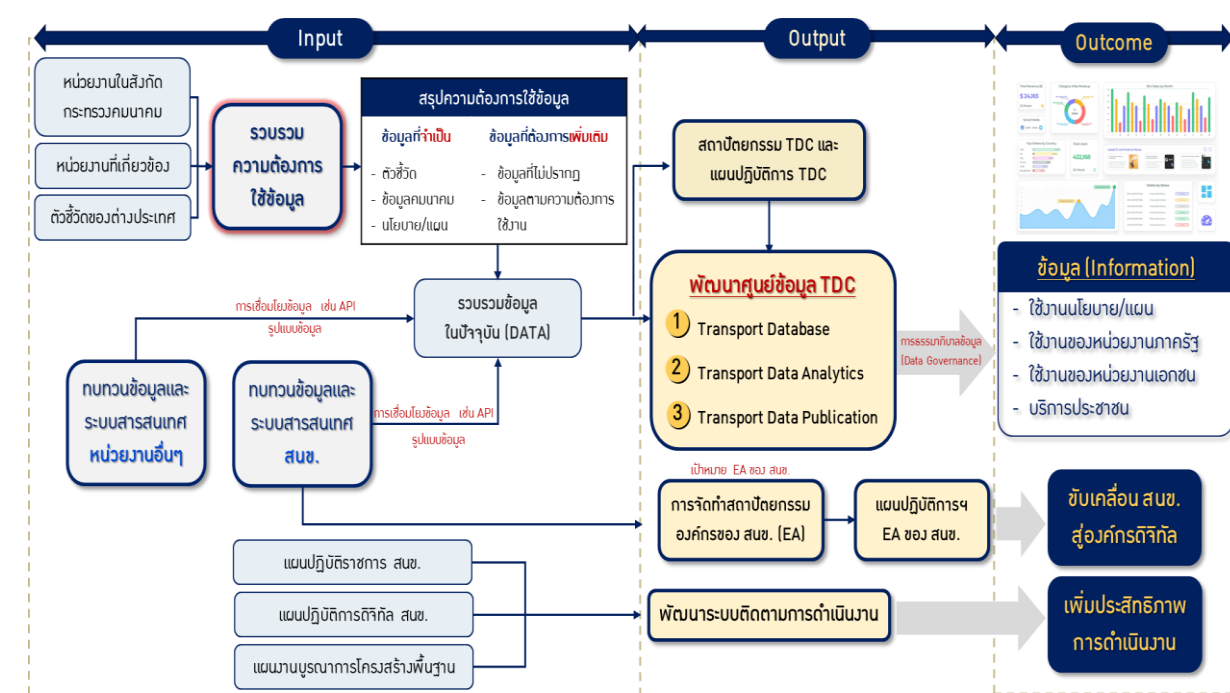 Input
Output
Outcome
หน่วยงานในสังกัด
กระทรวงคมนาคม
หน่วยงานที่เกี่ยวข้อง
ตัวชี้วัดของต่างประเทศ
รวบรวม
ความต้องการ
ใช้ข้อมูล
สรุปความต้องการใช้ข้อมูล
ข้อมูลที่จำเป็น
- ตัวชี้วัด
- ข้อมูลคมนาคม
- นโยบาย/แผน
ข้อมูลที่ต้องการเพิ่มเติม
- ข้อมูลที่ไม่ปรากฏ
- ข้อมูลตามความต้องการ
ใช้งาน
การเชื่อมโยงข้อมูล เช่น API
รูปแบบข้อมูล
รวบรวมข้อมูล
ในปัจจุบัน (DATA)
ทบทวนข้อมูลและ
ระบบสารสนเทศ
หน่วยงานอื่นๆ
ทบทวนข้อมูลและ
ระบบสารสนเทศ
สนข.
การเชื่อมโยงข้อมูล เช่น API
รูปแบบข้อมูล
แผนปฏิบัติราชการ สนข.
แผนปฏิบัติการดิจิทัล สนข.
แผนงานบูรณาการโครงสร้างพื้นฐาน
สถาปัตยกรรม TDC และ
แผนปฏิบัติการ TDC
พัฒนาศูนย์ข้อมูล TDC
1 Transport Database
2 Transport Data Analytics
3 Transport Data Publication
การธรรมาภิบาลข้อมูล
(Data Governance)
เป้าหมาย EA ของ สนข.
การจัดทำสถาปัตยกรรม
องค์กรของ สนข. (EA)
แผนปฏิบัติการฯ
EA ของ สนข.
พัฒนาระบบติดตามการดำเนินงาน
ข้อมูล (Information)
- ใช้งานนโยบาย/แผน
- ใช้งานของหน่วยงานภาครัฐ
- ใช้งานของหน่วยงานเอกชน
- บริการประชาชน
ขับเคลื่อน สนข.
สู่องค์กรดิจิทัล
เพิ่มประสิทธิภาพ
การดำเนินงาน